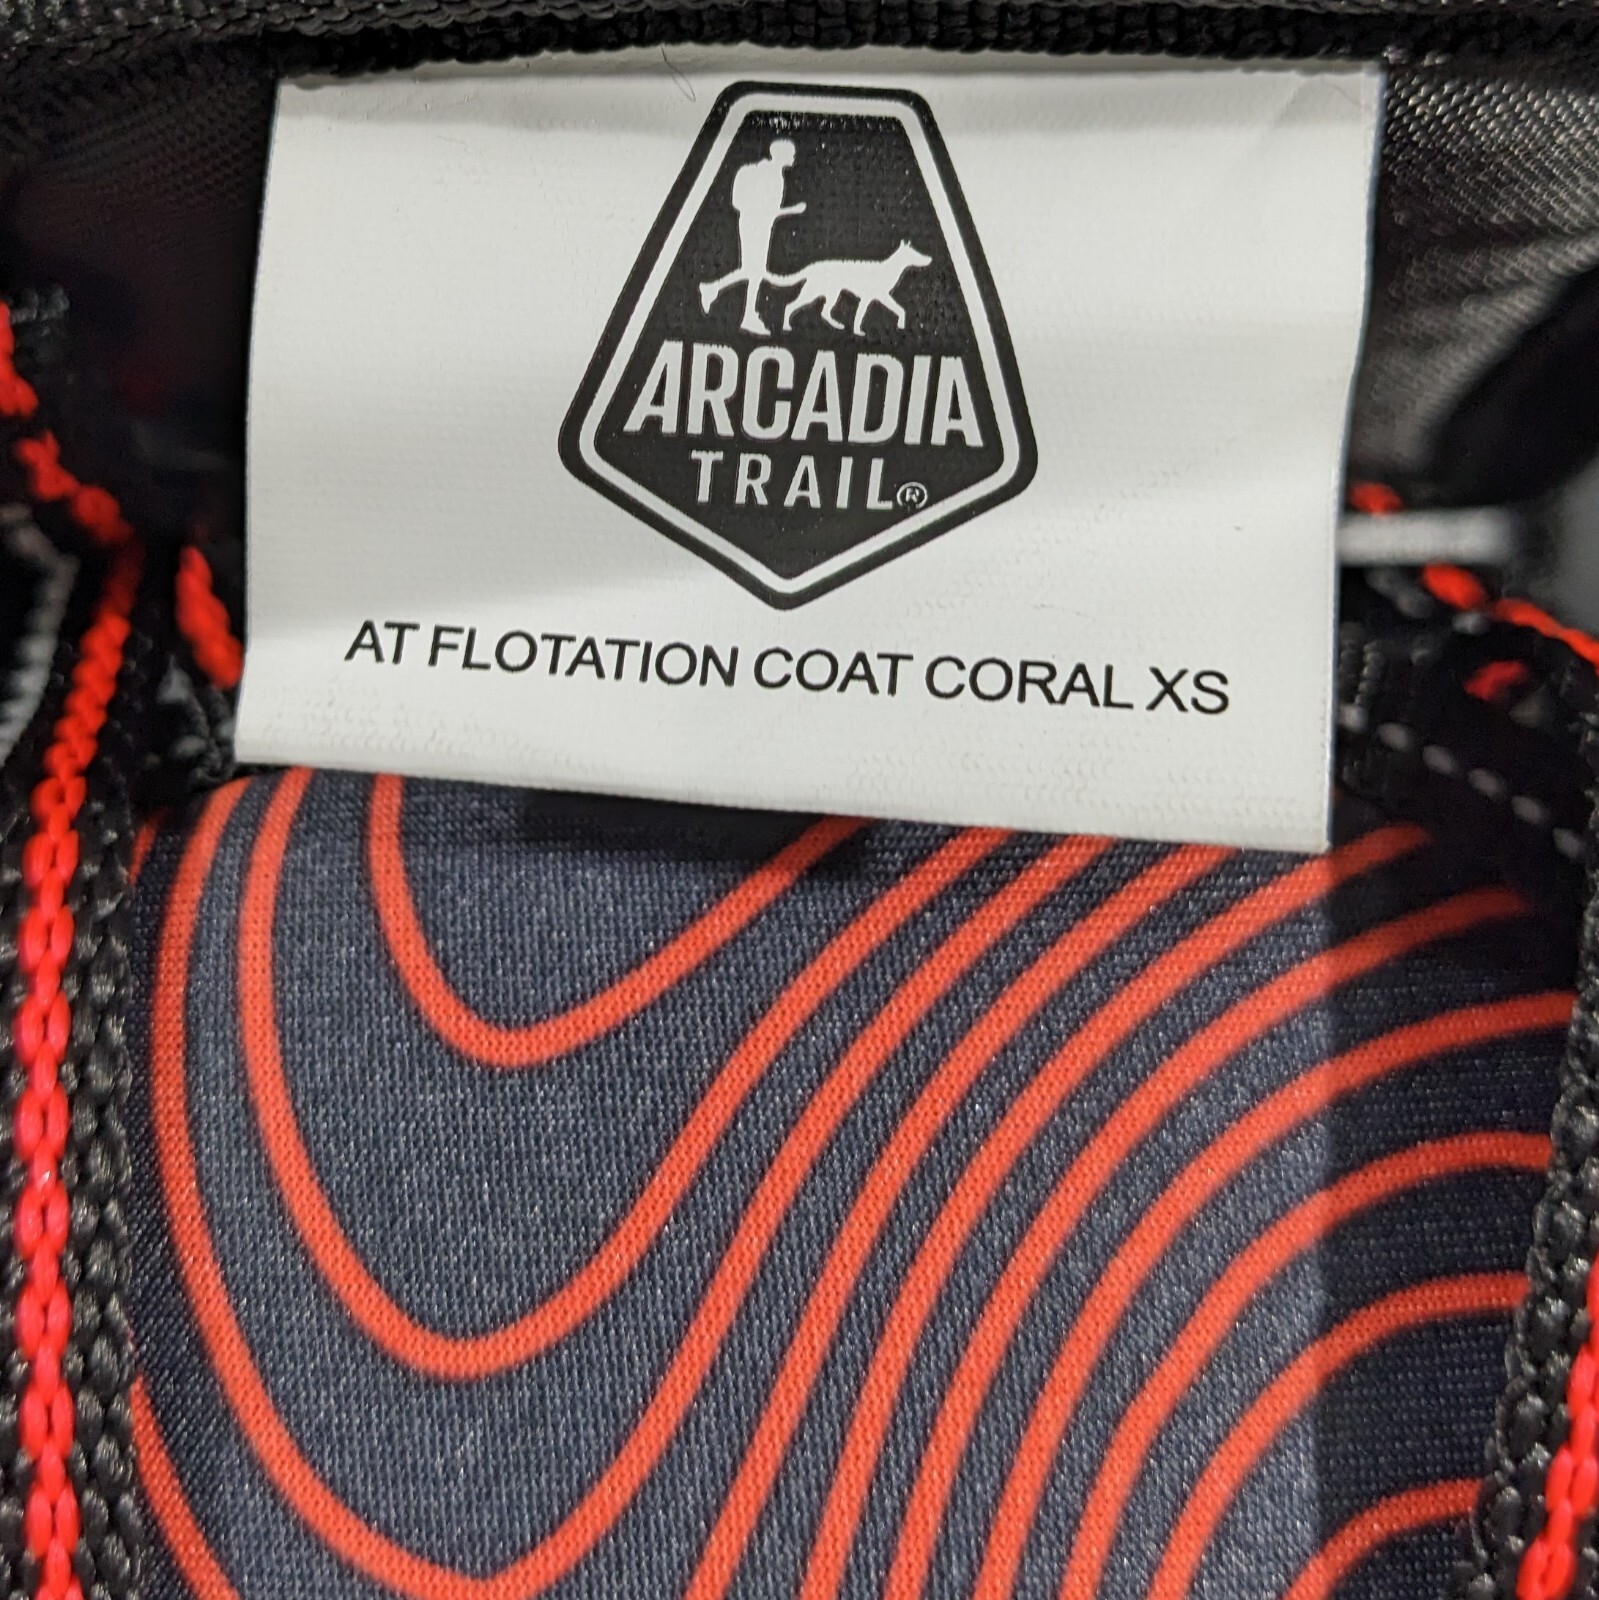 ARCADIA
TRAIL®
AT FLOTATION COAT CORAL XS